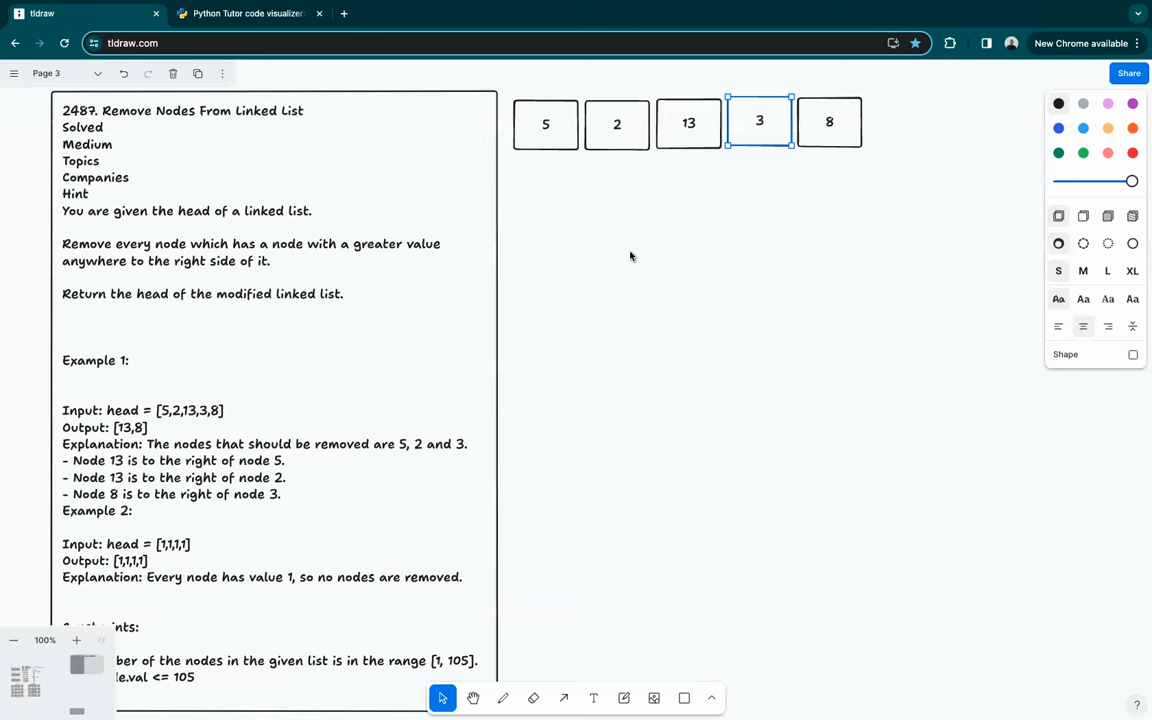 tldraw
Python Tutor code visualizer
tldraw.com
New Chrome available
Page 3
Share
2487. Remove Nodes From Linked List
Solved
Medium
Topics
Companies
Hint
You are given the head of a linked list.
Remove every node which has a node with a greater value
anywhere to the right side of it.
Return the head of the modified linked list.
Example 1:
Input: head = [5,2,13,3,8]
Output: [13,8]
Explanation: The nodes that should be removed are 5, 2 and 3.
- Node 13 is to the right of node 5.
- Node 13 is to the right of node 2.
- Node 8 is to the right of node 3.
Example 2:
Input: head = [1,1,1,1]
Output: [1,1,1,1]
Explanation: Every node has value 1, so no nodes are removed.
of the nodes in the given list is in the range [1, 105].
<= 105
5 2 13 3 8
S M L XL
Aa Aa Aa Aa
Shape
100%
T
?